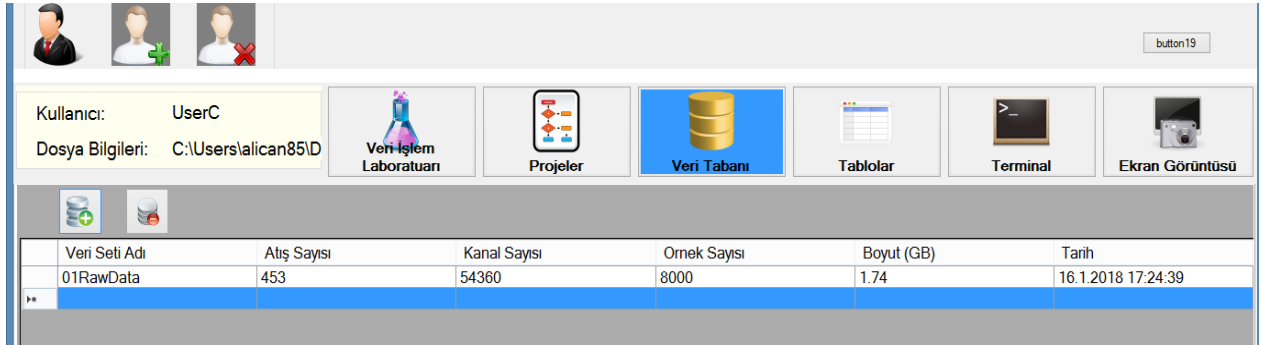 button19
Kullanıcı: UserC
Dosya Bilgileri: C:\Users\alican85\D
Veri İşlem
Laboratuarı
Projeler
Veri Tabanı
Tablolar
>_
Terminal
Ekran Görüntüsü
Veri Seti Adı Atış Sayısı Kanal Sayısı Ornek Sayısı Boyut (GB) Tarih
01RawData 453 54360 8000 1.74 16.1.2018 17:24:39